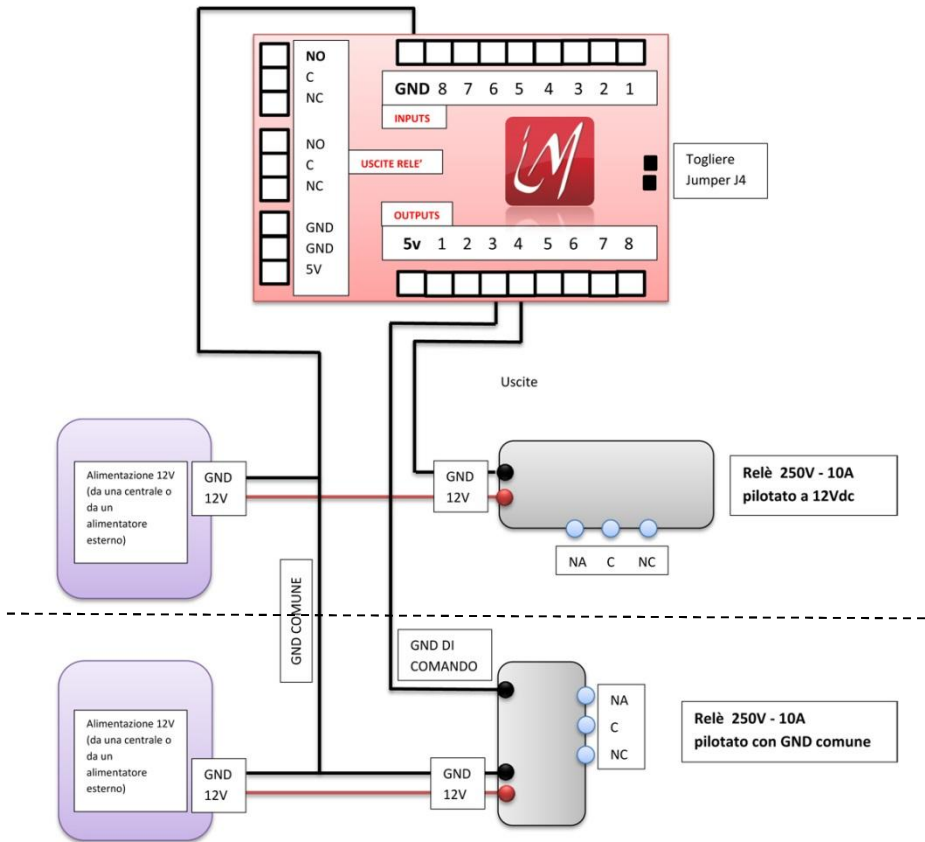 NO
C
NC
NO
C
NC
GND
GND
5V
GND 8 7 6 5 4 3 2 1
INPUTS
USCITE RELE'
iM
OUTPUTS
5v 1 2 3 4 5 6 7 8
Togliere
Jumper J4
Uscite
Alimentazione 12V
(da una centrale o
da un
alimentatore
esterno)
GND
12V
GND
12V
NA C NC
Relè 250V - 10A
pilotato a 12Vdc
GND COMUNE
GND DI
COMANDO
Alimentazione 12V
(da una centrale o
da un
alimentatore
esterno)
GND
12V
GND
12V
NA
C
NC
Relè 250V - 10A
pilotato con GND comune